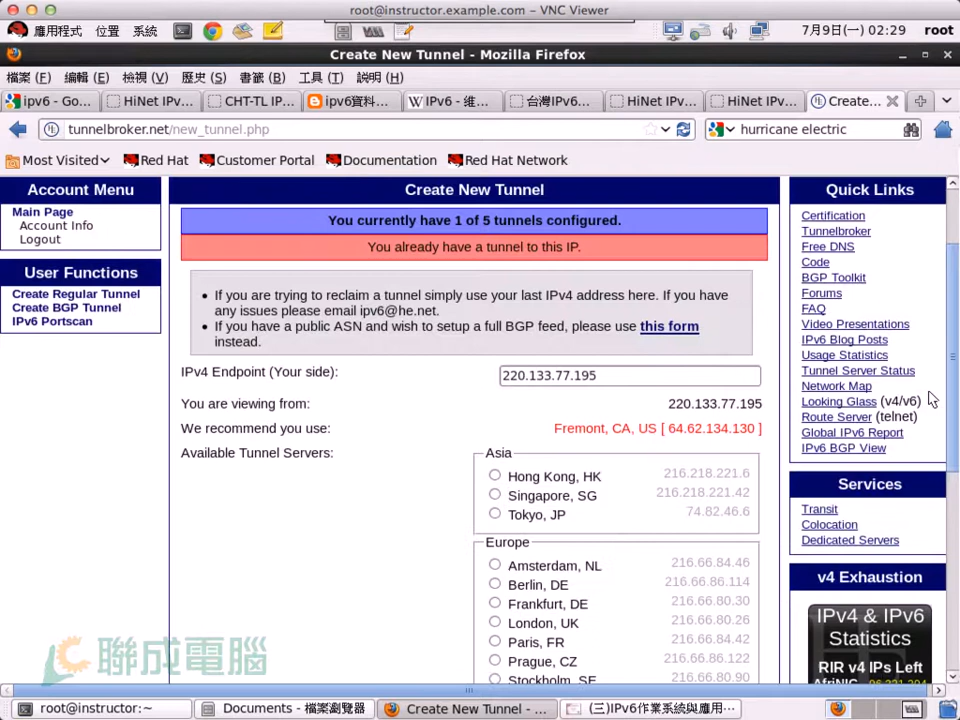 root@instructor.example.com – VNC Viewer
應用程式 位置 系統 7月9日(一) 02:29 root
Create New Tunnel - Mozilla Firefox
檔案 (F) 編輯 (E) 檢視 (V) 歷史 (S) 書籤 (B) 工具 (T) 說明 (H)
ipv6 - Go... HiNet IPv... CHT-TL IP... ipv6資料... IPv6 - 維... 台灣IPv6... HiNet IPv... HiNet IPv... Create...
tunnelbroker.net/new_tunnel.php hurricane electric
Most Visited Red Hat Customer Portal Documentation Red Hat Network
Account Menu
Main Page
Account Info
Logout
User Functions
Create Regular Tunnel
Create BGP Tunnel
IPv6 Portscan
Create New Tunnel
You currently have 1 of 5 tunnels configured.
You already have a tunnel to this IP.
• If you are trying to reclaim a tunnel simply use your last IPv4 address here. If you have
any issues please email ipv6@he.net.
• If you have a public ASN and wish to setup a full BGP feed, please use this form
instead.
IPv4 Endpoint (Your side): 220.133.77.195
You are viewing from: 220.133.77.195
We recommend you use: Fremont, CA, US [ 64.62.134.130 ]
Available Tunnel Servers:
Asia
Hong Kong, HK 216.218.221.6
Singapore, SG 216.218.221.42
Tokyo, JP 74.82.46.6
Europe
Amsterdam, NL 216.66.84.46
Berlin, DE 216.66.86.114
Frankfurt, DE 216.66.80.30
London, UK 216.66.80.26
Paris, FR 216.66.84.42
Prague, CZ 216.66.86.122
Stockholm, SE 216.66.80.90
Quick Links
Certification
Tunnelbroker
Free DNS
Code
BGP Toolkit
Forums
FAQ
Video Presentations
IPv6 Blog Posts
Usage Statistics
Tunnel Server Status
Network Map
Looking Glass (v4/v6)
Route Server (telnet)
Global IPv6 Report
IPv6 BGP View
Services
Transit
Colocation
Dedicated Servers
v4 Exhaustion
IPv4 & IPv6
Statistics
RIR v4 IPs Left
聯成電腦
root@instructor:~ Documents - 檔案瀏覽器 Create New Tunnel - ... (三)IPv6作業系統與應用...